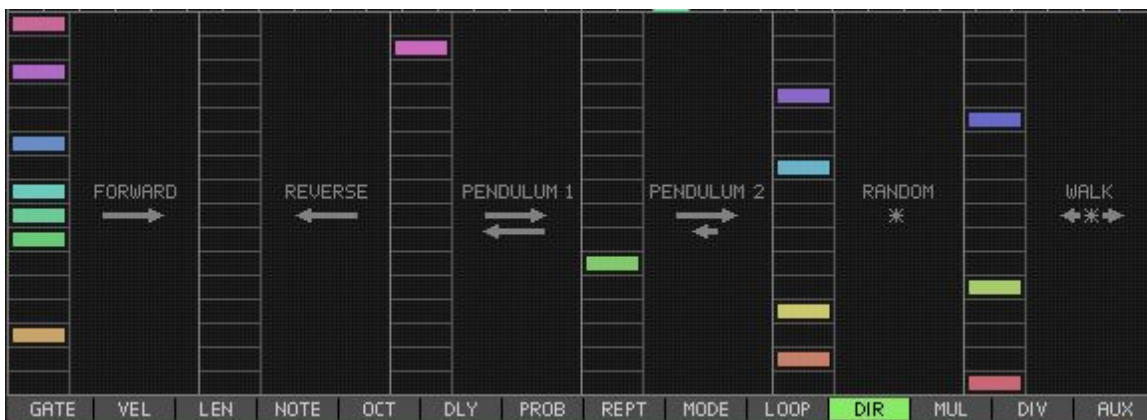 FORWARD
REVERSE
PENDULUM 1
PENDULUM 2
RANDOM
WALK
GATE VEL LEN NOTE OCT DLY PROB REPT MODE LOOP DIR MUL DIV AUX